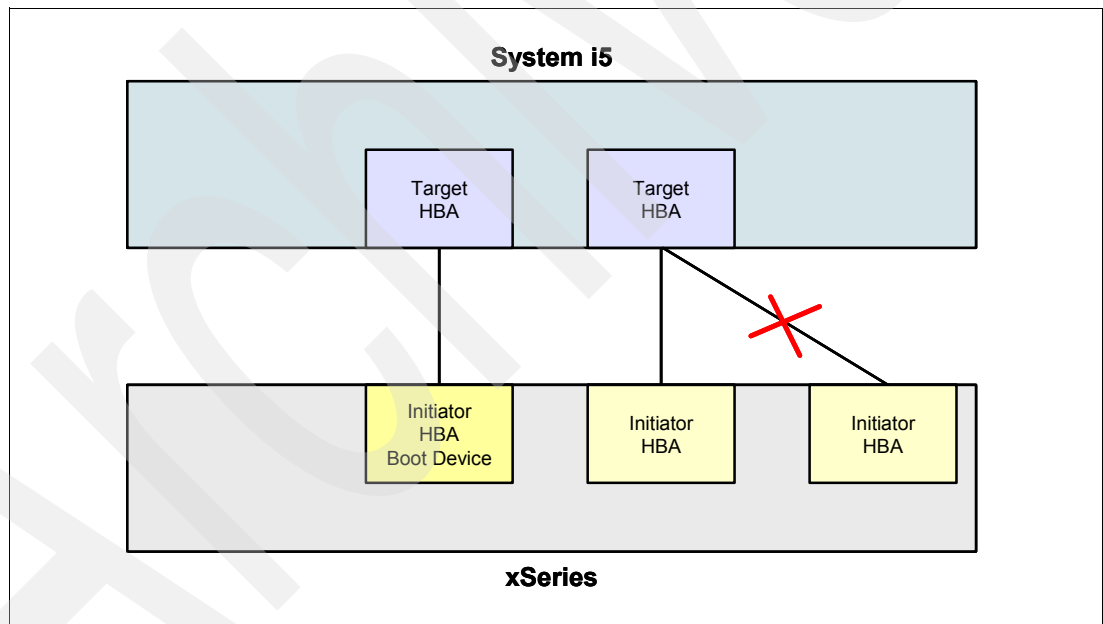 System i5
Target
HBA
Target
HBA
Initiator
HBA
Boot Device
Initiator
HBA
Initiator
HBA
xSeries